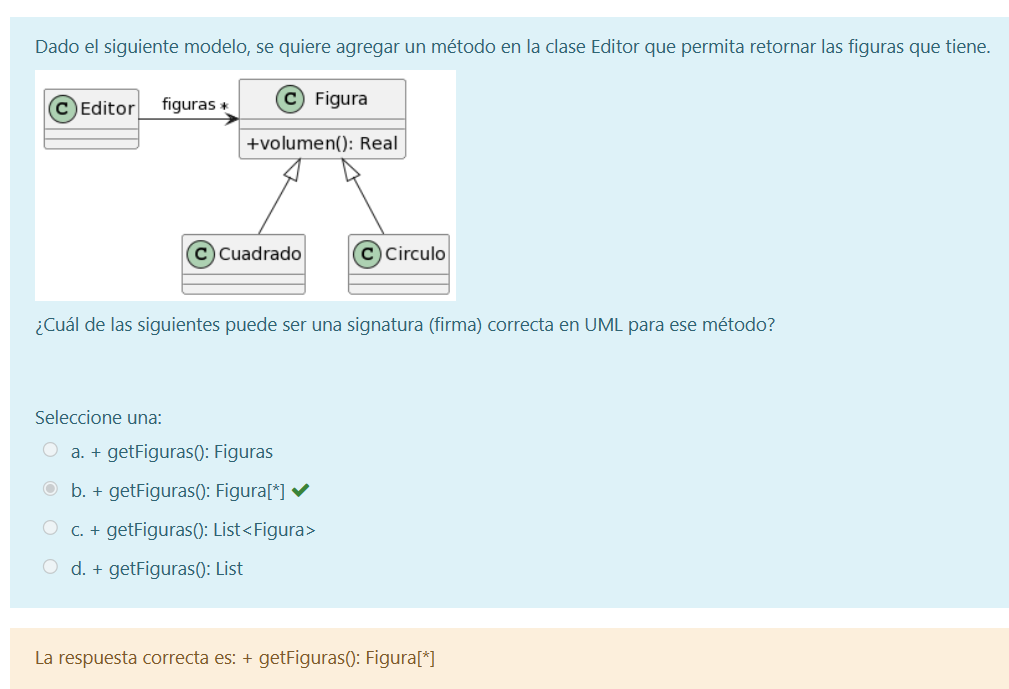 Dado el siguiente modelo, se quiere agregar un método en la clase Editor que permita retornar las figuras que tiene.
C Editor
figuras *
C Figura
+volumen(): Real
C Cuadrado
C Circulo
¿Cuál de las siguientes puede ser una signatura (firma) correcta en UML para ese método?
Seleccione una:
a. + getFiguras(): Figuras
b. + getFiguras(): Figura[*]
c. + getFiguras(): List<Figura>
d. + getFiguras(): List
La respuesta correcta es: + getFiguras(): Figura[*]